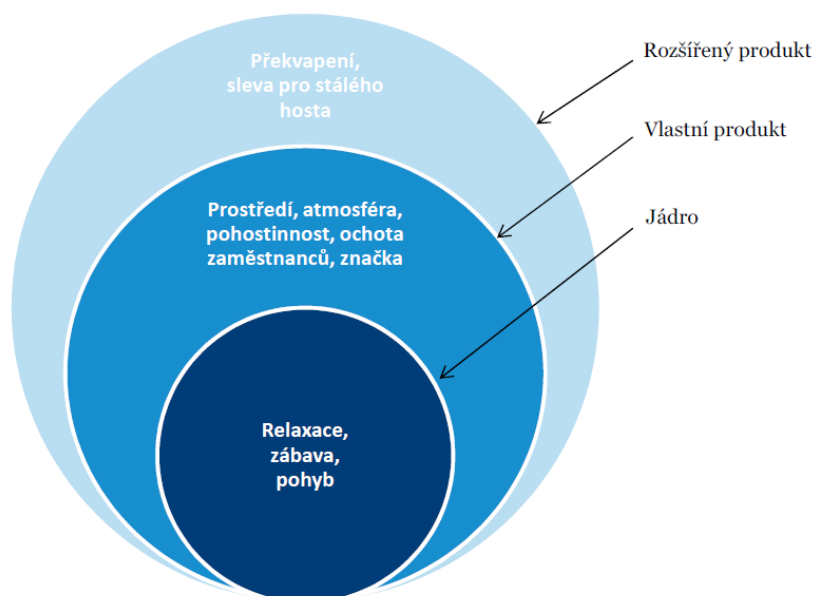 Překvapení,
sleva pro stálého
hosta
Rozšířený produkt
Vlastní produkt
Prostředí, atmosféra,
pohostinnost, ochota
zaměstnanců, značka
Jádro
Relaxace,
zábava,
pohyb